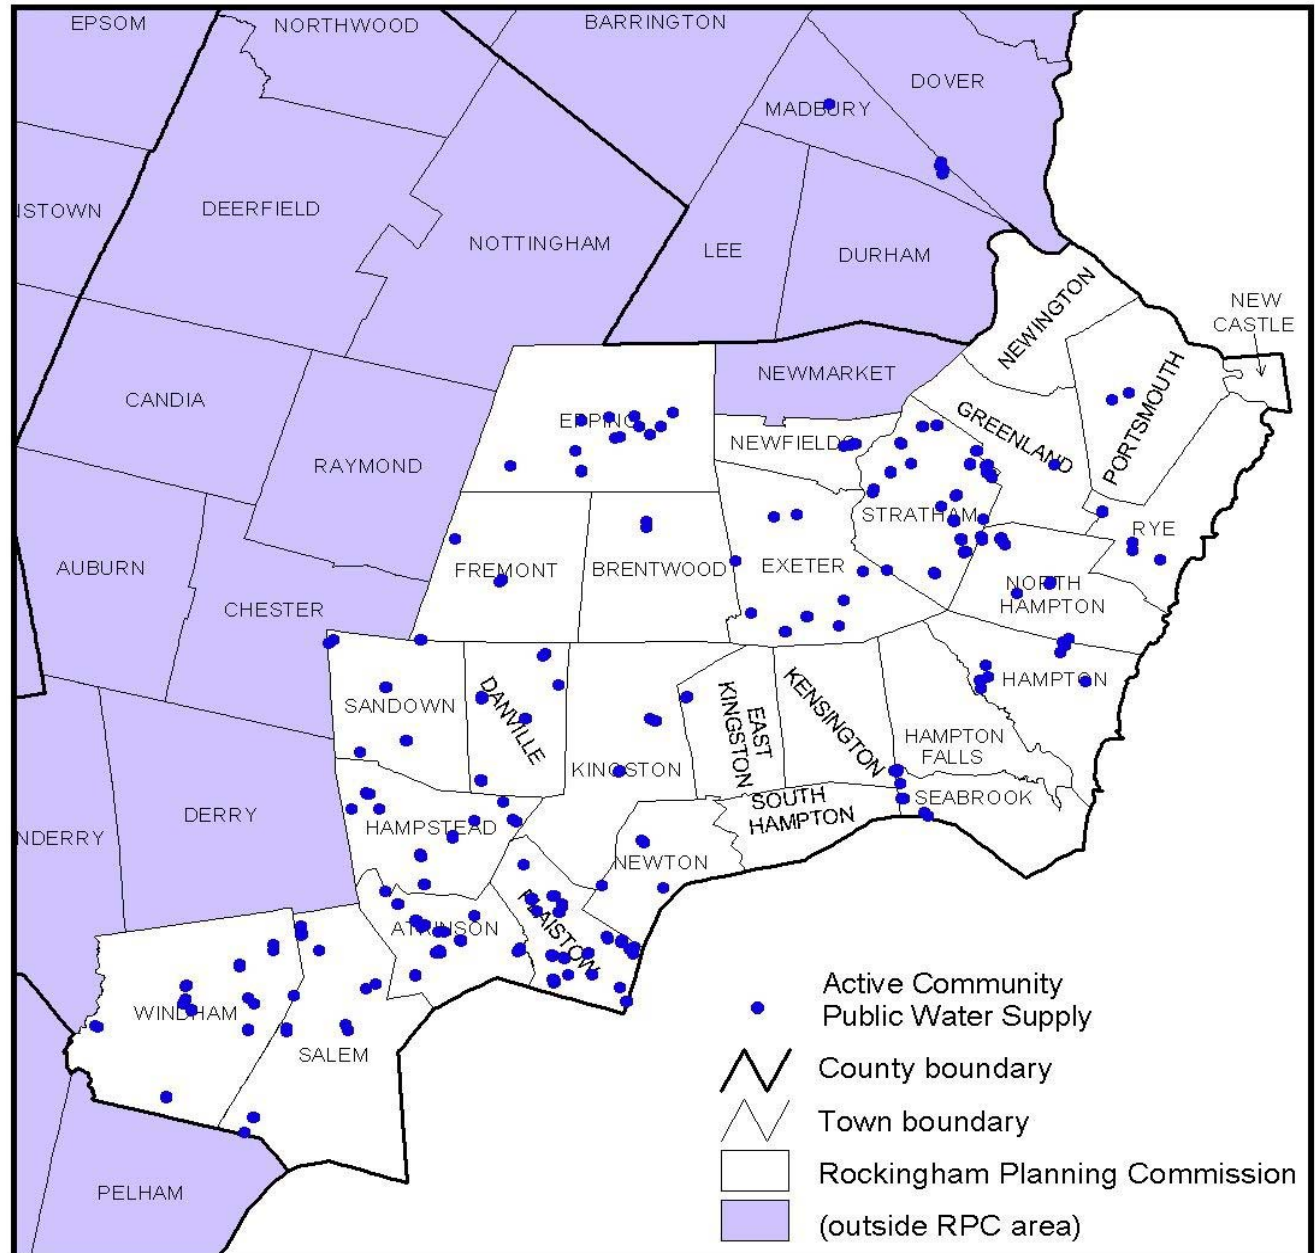 EPSOM
NORTHWOOD
BARRINGTON
DOVER
MADBURY
NSTOWN
DEERFIELD
NOTTINGHAM
LEE
DURHAM
NEWINGTON
NEW
CASTLE
NEWMARKET
CANDIA
EPPING
NEWFIELDS
GREENLAND
PORTSMOUTH
RAYMOND
STRATHAM
RYE
AUBURN
FREMONT
BRENTWOOD
EXETER
NORTH
HAMPTON
CHESTER
SANDOWN
DANVILLE
KINGSTON
EAST
KINGSTON
KENSINGTON
HAMPTON
HAMPTON
FALLS
SEABROOK
SOUTH
HAMPTON
DERRY
NDERRY
HAMPSTEAD
NEWTON
ATKINSON
PLAISTOW
WINDHAM
SALEM
PELHAM
Active Community
Public Water Supply
County boundary
Town boundary
Rockingham Planning Commission
(outside RPC area)